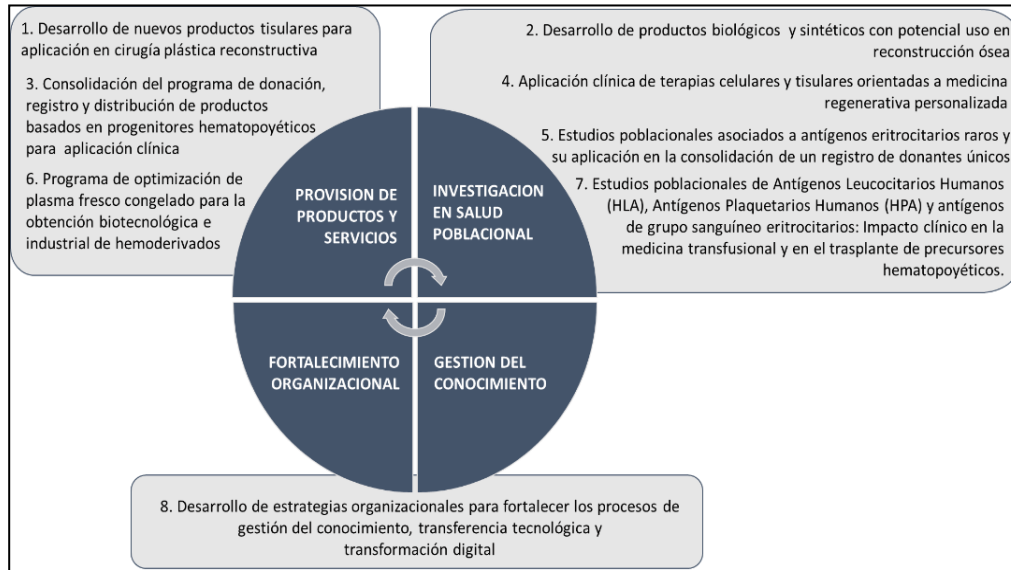 1. Desarrollo de nuevos productos tisulares para
aplicación en cirugía plástica reconstructiva
3. Consolidación del programa de donación,
registro y distribución de productos
basados en progenitores hematopoyéticos
para aplicación clínica
6. Programa de optimización de
plasma fresco congelado para la
obtención biotecnológica e
industrial de hemoderivados
2. Desarrollo de productos biológicos y sintéticos con potencial uso en
reconstrucción ósea
4. Aplicación clínica de terapias celulares y tisulares orientadas a medicina
regenerativa personalizada
5. Estudios poblacionales asociados a antígenos eritrocitarios raros y
su aplicación en la consolidación de un registro de donantes únicos
7. Estudios poblacionales de Antígenos Leucocitarios Humanos
(HLA), Antígenos Plaquetarios Humanos (HPA) y antígenos
de grupo sanguíneo eritrocitarios: Impacto clínico en
la medicina transfusional y en el trasplante de precursores
hematopoyéticos.
PROVISION DE
PRODUCTOS Y
SERVICIOS
INVESTIGACION
EN SALUD
POBLACIONAL
FORTALECIMIENTO
ORGANIZACIONAL
GESTION DEL
CONOCIMIENTO
8. Desarrollo de estrategias organizacionales para fortalecer los procesos de
gestión del conocimiento, transferencia tecnológica y
transformación digital